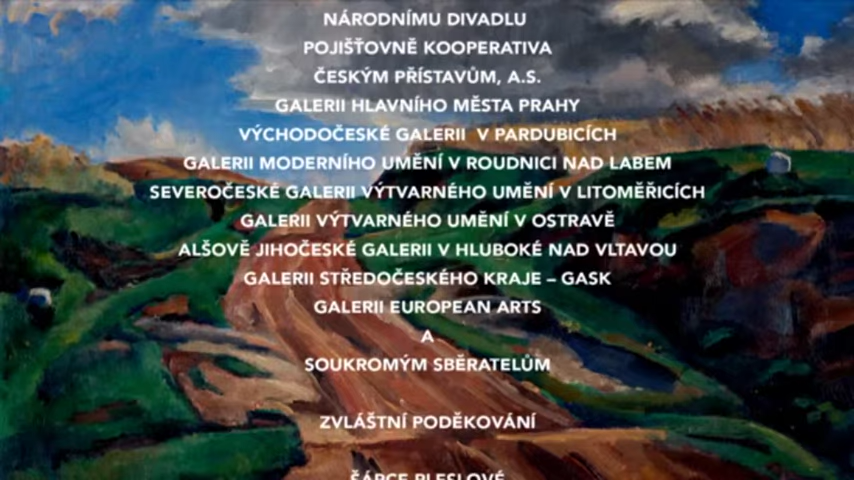 NÁRODNÍMU DIVADLU
POJIŠŤOVNĚ KOOPERATIVA
ČESKÝM PŘÍSTAVŮM, A.S.
GALERII HLAVNÍHO MĚSTA PRAHY
VÝCHODOČESKÉ GALERII V PARDUBICÍCH
GALERII MODERNÍHO UMĚNÍ V ROUDNICI NAD LABEM
SEVEROČESKÉ GALERII VÝTVARNÉHO UMĚNÍ V LITOMĚŘICÍCH
GALERII VÝTVARNÉHO UMĚNÍ V OSTRAVĚ
ALŠOVĚ JIHOČESKÉ GALERII V HLUBOKÉ NAD VLTAVOU
GALERII STŘEDOČESKÉHO KRAJE – GASK
GALERII EUROPEAN ARTS
A
SOUKROMÝM SBĚRATELŮM
ZVLÁŠTNÍ PODĚKOVÁNÍ
ŠÁRCE PLESLOVÉ